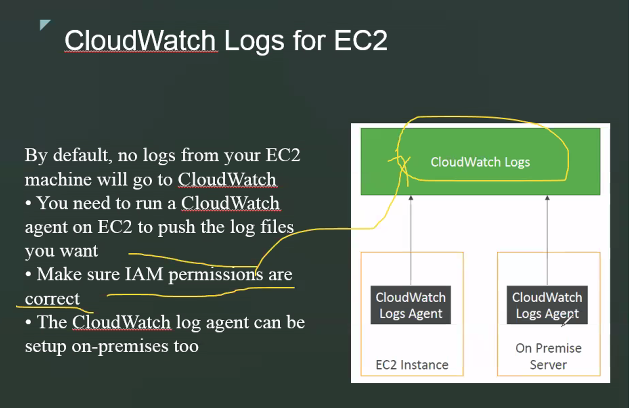 CloudWatch Logs for EC2
By default, no logs from your EC2
machine will go to CloudWatch
• You need to run a CloudWatch
agent on EC2 to push the log files
you want
• Make sure IAM permissions are
correct
• The CloudWatch log agent can be
setup on-premises too
CloudWatch Logs
CloudWatch
Logs Agent
EC2 Instance
CloudWatch
Logs Agent
On Premise
Server